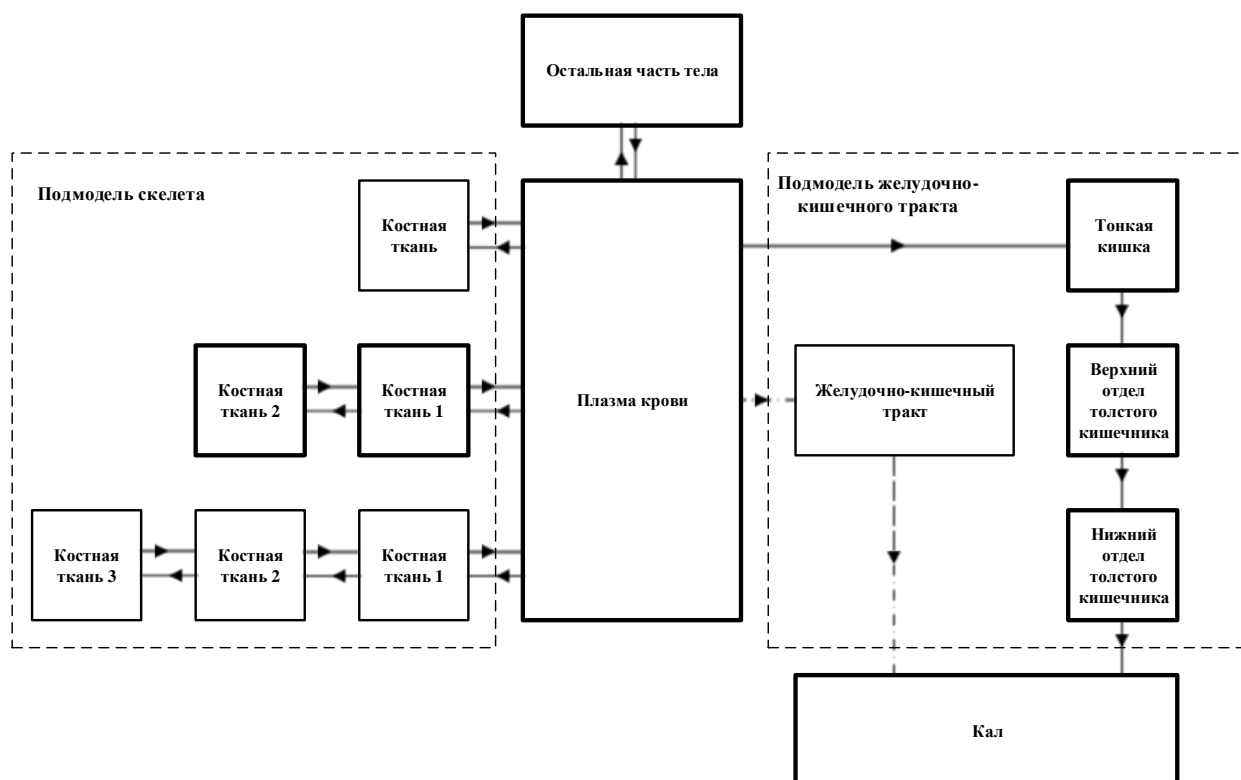 Остальная часть тела
Подмодель скелета
Костная
ткань
Подмодель желудочно-
кишечного тракта
Тонкая
кишка
Костная
ткань 2
Костная
ткань 1
Плазма крови
Желудочно-кишечный
тракт
Верхний
отдел
толстого
кишечника
Костная
ткань 3
Костная
ткань 2
Костная
ткань 1
Нижний
отдел
толстого
кишечника
Кал